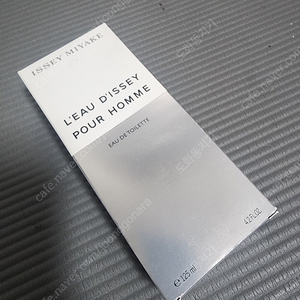 ISSEY MIYAKE
L'EAU D'ISSEY
POUR HOMME
EAU DE TOILETTE
e 125 ml
4.2 FL.OZ.